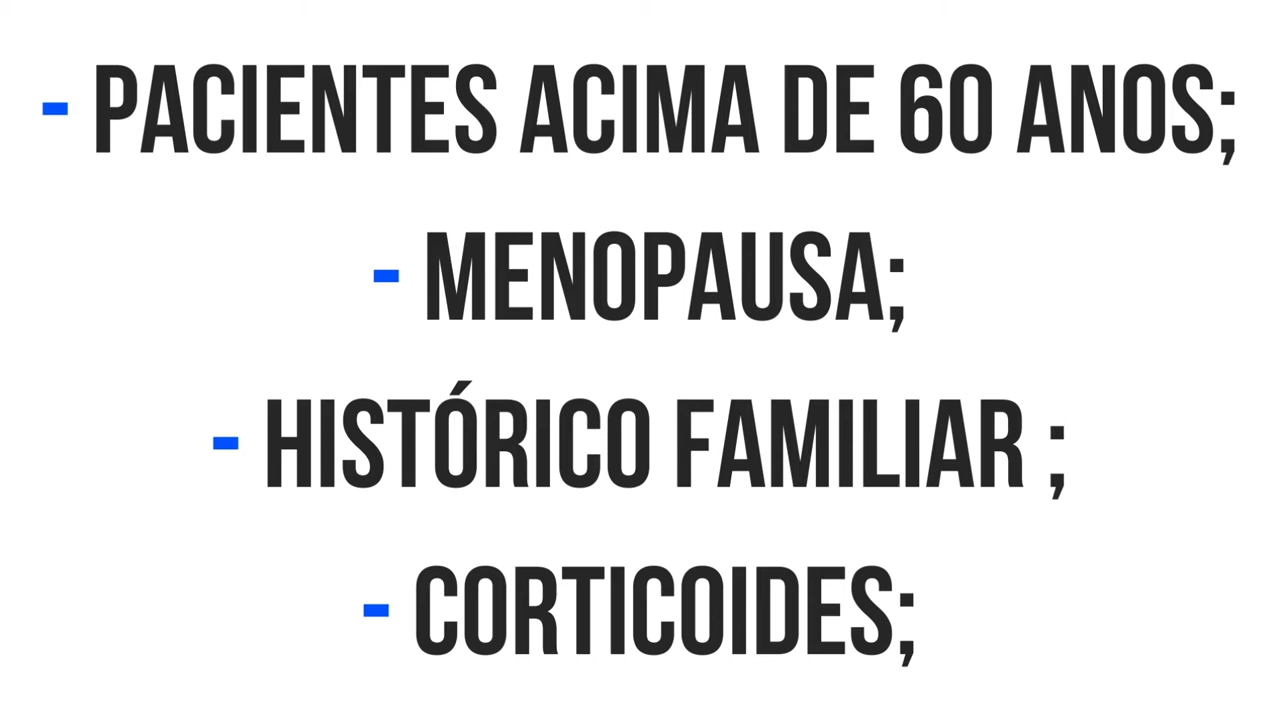 - PACIENTES ACIMA DE 60 ANOS;
- MENOPAUSA;
- HISTÓRICO FAMILIAR ;
- CORTICOIDES;